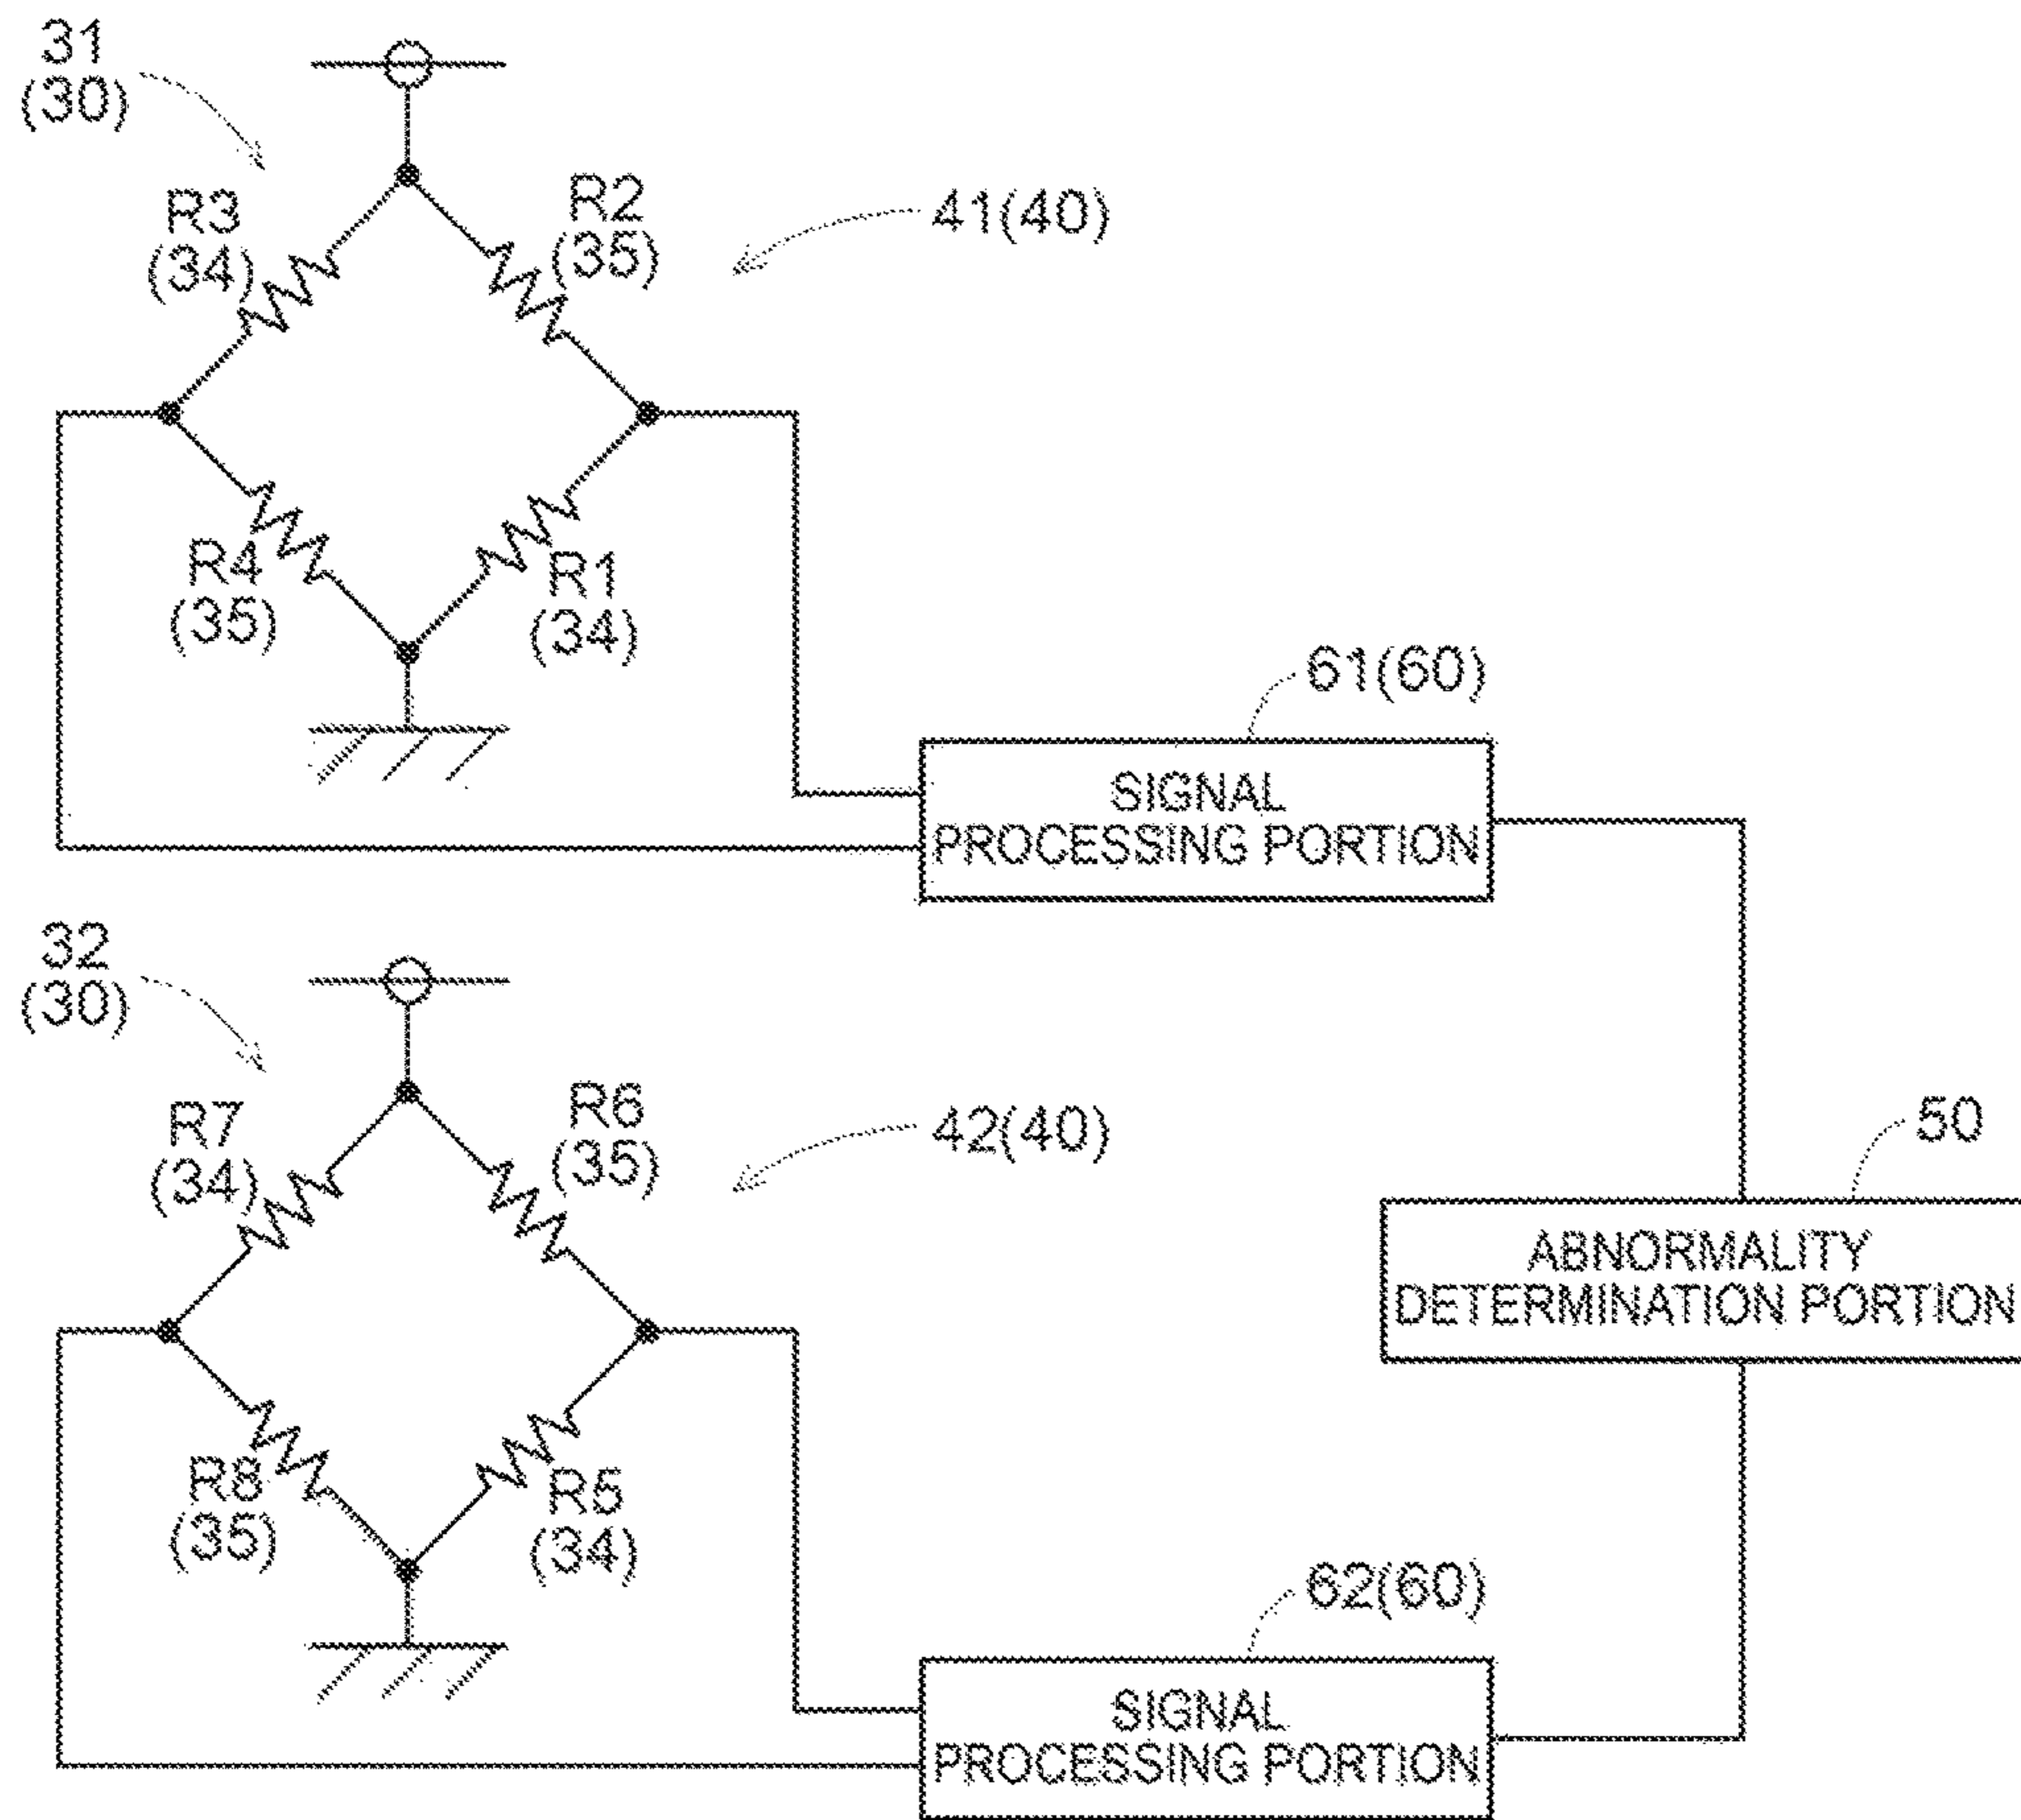 31
(30)
R3
(34)
R2
(35)
41(40)
R4
(35)
R1
(34)
61(60)
SIGNAL
PROCESSING PORTION
32
(30)
R7
(34)
R6
(35)
42(40)
50
ABNORMALITY
DETERMINATION PORTION
R8
(35)
R5
(34)
62(60)
SIGNAL
PROCESSING PORTION